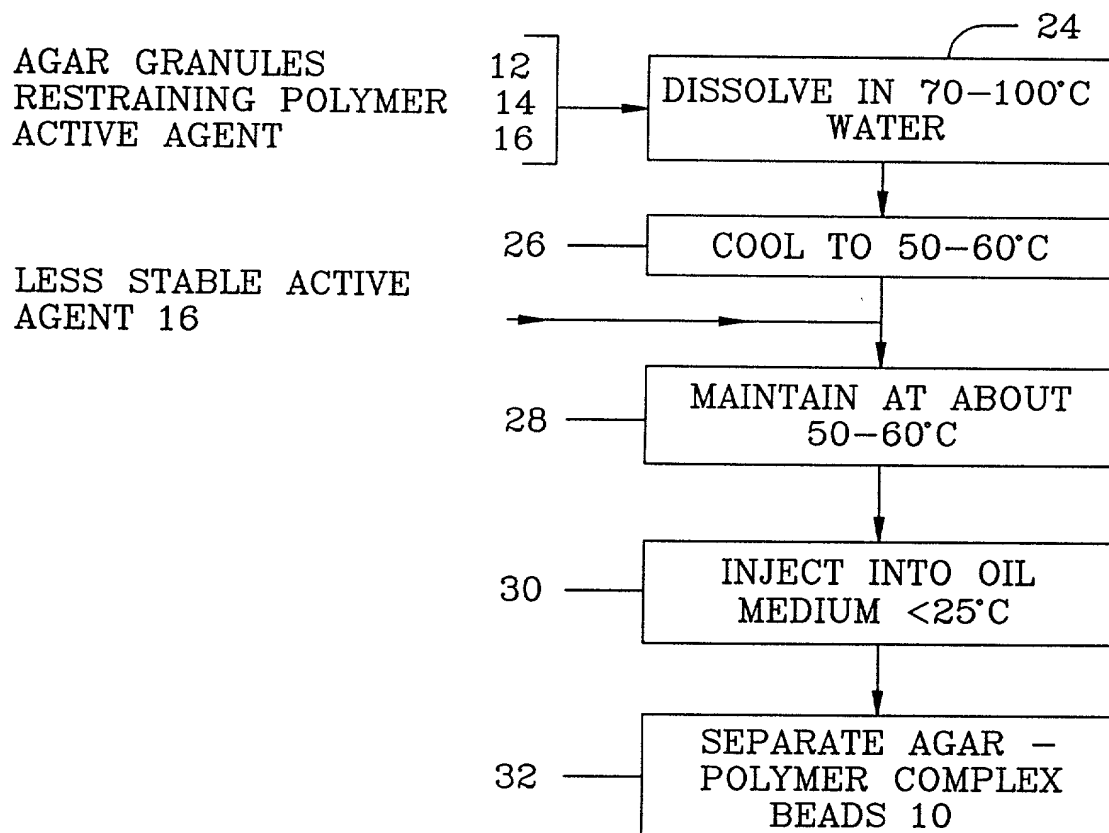 24
AGAR GRANULES 12
RESTRAINING POLYMER 14
ACTIVE AGENT 16
DISSOLVE IN 70-100°C
WATER
26
COOL TO 50-60°C
LESS STABLE ACTIVE
AGENT 16
28
MAINTAIN AT ABOUT
50-60°C
30
INJECT INTO OIL
MEDIUM <25°C
32
SEPARATE AGAR -
POLYMER COMPLEX
BEADS 10